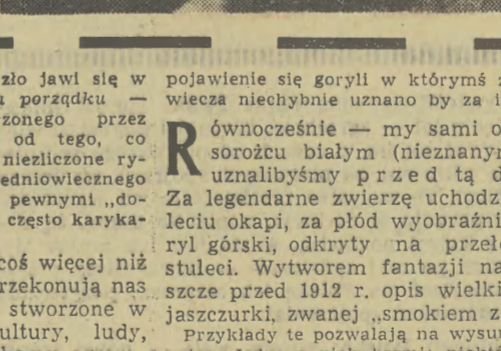 zło jawi się w
porządku —
zonego przez
od tego, co
niezliczone ry-
edniowiecznego
pewnymi „do-
często karyka-
coś więcej niż
rzekonują nas
stworzone w
ultury, ludy,
pojawienie się goryli w którymś z
wiecza niechybnie uznano by za i
Równocześnie — my sami o
sorożcu białym (nieznanym
uznalibyśmy przed tą d
Za legendarne zwierzę uchodz
leciu okapi, za płód wyobraźni
ryl górski, odkryty na przeło
stuleci. Wytworem fantazji na
szcze przed 1912 r. opis wielki
jaszczurki, zwanej „smokiem z
Przykłady te pozwalają na wysun